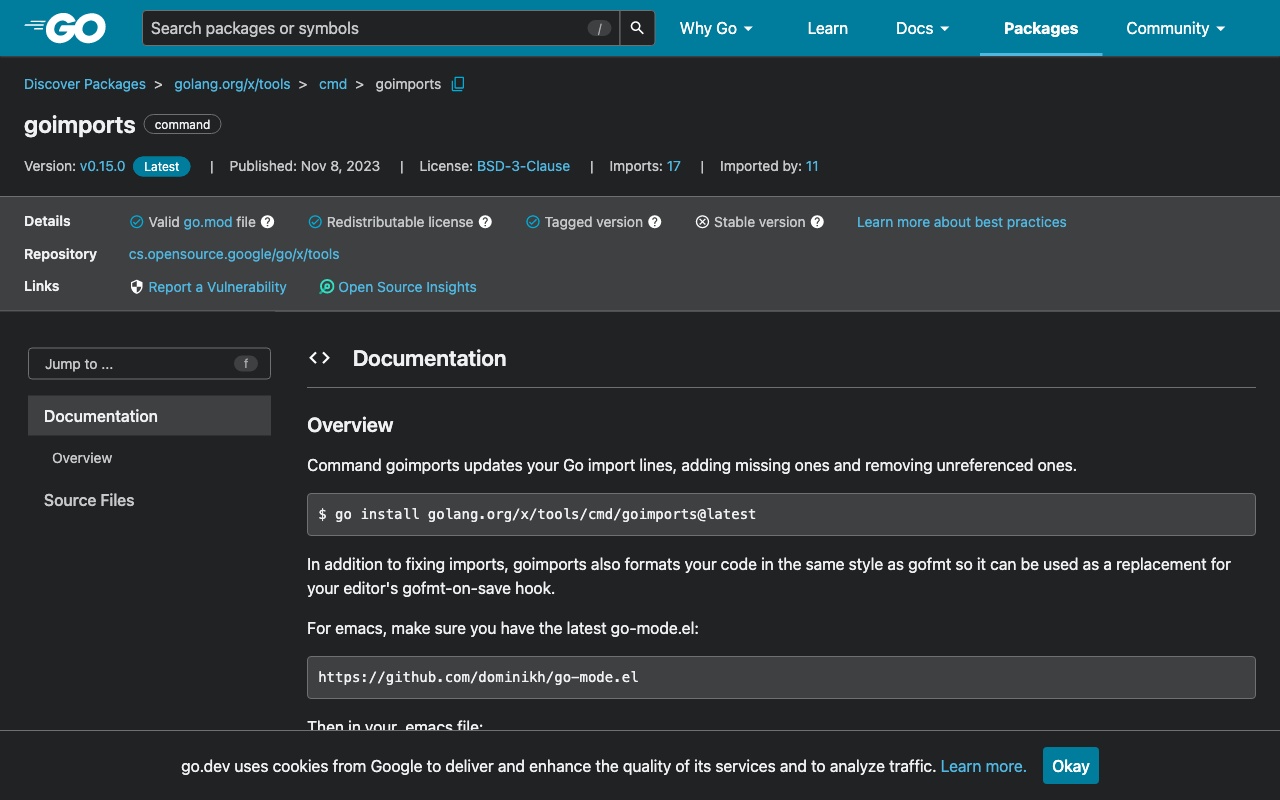 GO Search packages or symbols / Why Go Learn Docs Packages Community
Discover Packages > golang.org/x/tools > cmd > goimports
goimports command
Version: v0.15.0 Latest | Published: Nov 8, 2023 | License: BSD-3-Clause | Imports: 17 | Imported by: 11
Details Valid go.mod file ? Redistributable license ? Tagged version ? Stable version ? Learn more about best practices
Repository cs.opensource.google/go/x/tools
Links Report a Vulnerability Open Source Insights
Jump to ... f
Documentation
Overview
Source Files
Documentation
Overview
Command goimports updates your Go import lines, adding missing ones and removing unreferenced ones.
$ go install golang.org/x/tools/cmd/goimports@latest
In addition to fixing imports, goimports also formats your code in the same style as gofmt so it can be used as a replacement for
your editor's gofmt-on-save hook.
For emacs, make sure you have the latest go-mode.el:
https://github.com/dominikh/go-mode.el
Then in your .emacs file:
go.dev uses cookies from Google to deliver and enhance the quality of its services and to analyze traffic. Learn more. Okay